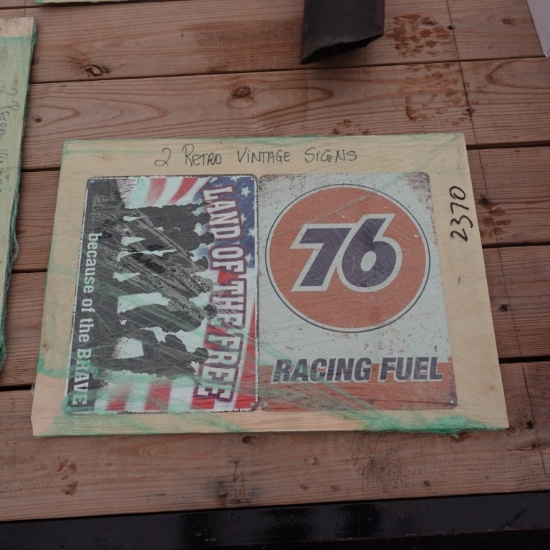 2 RETRO VINTAGE SIGNS
2370
LAND OF THE FREE
because of the BRAVE
76
RACING FUEL